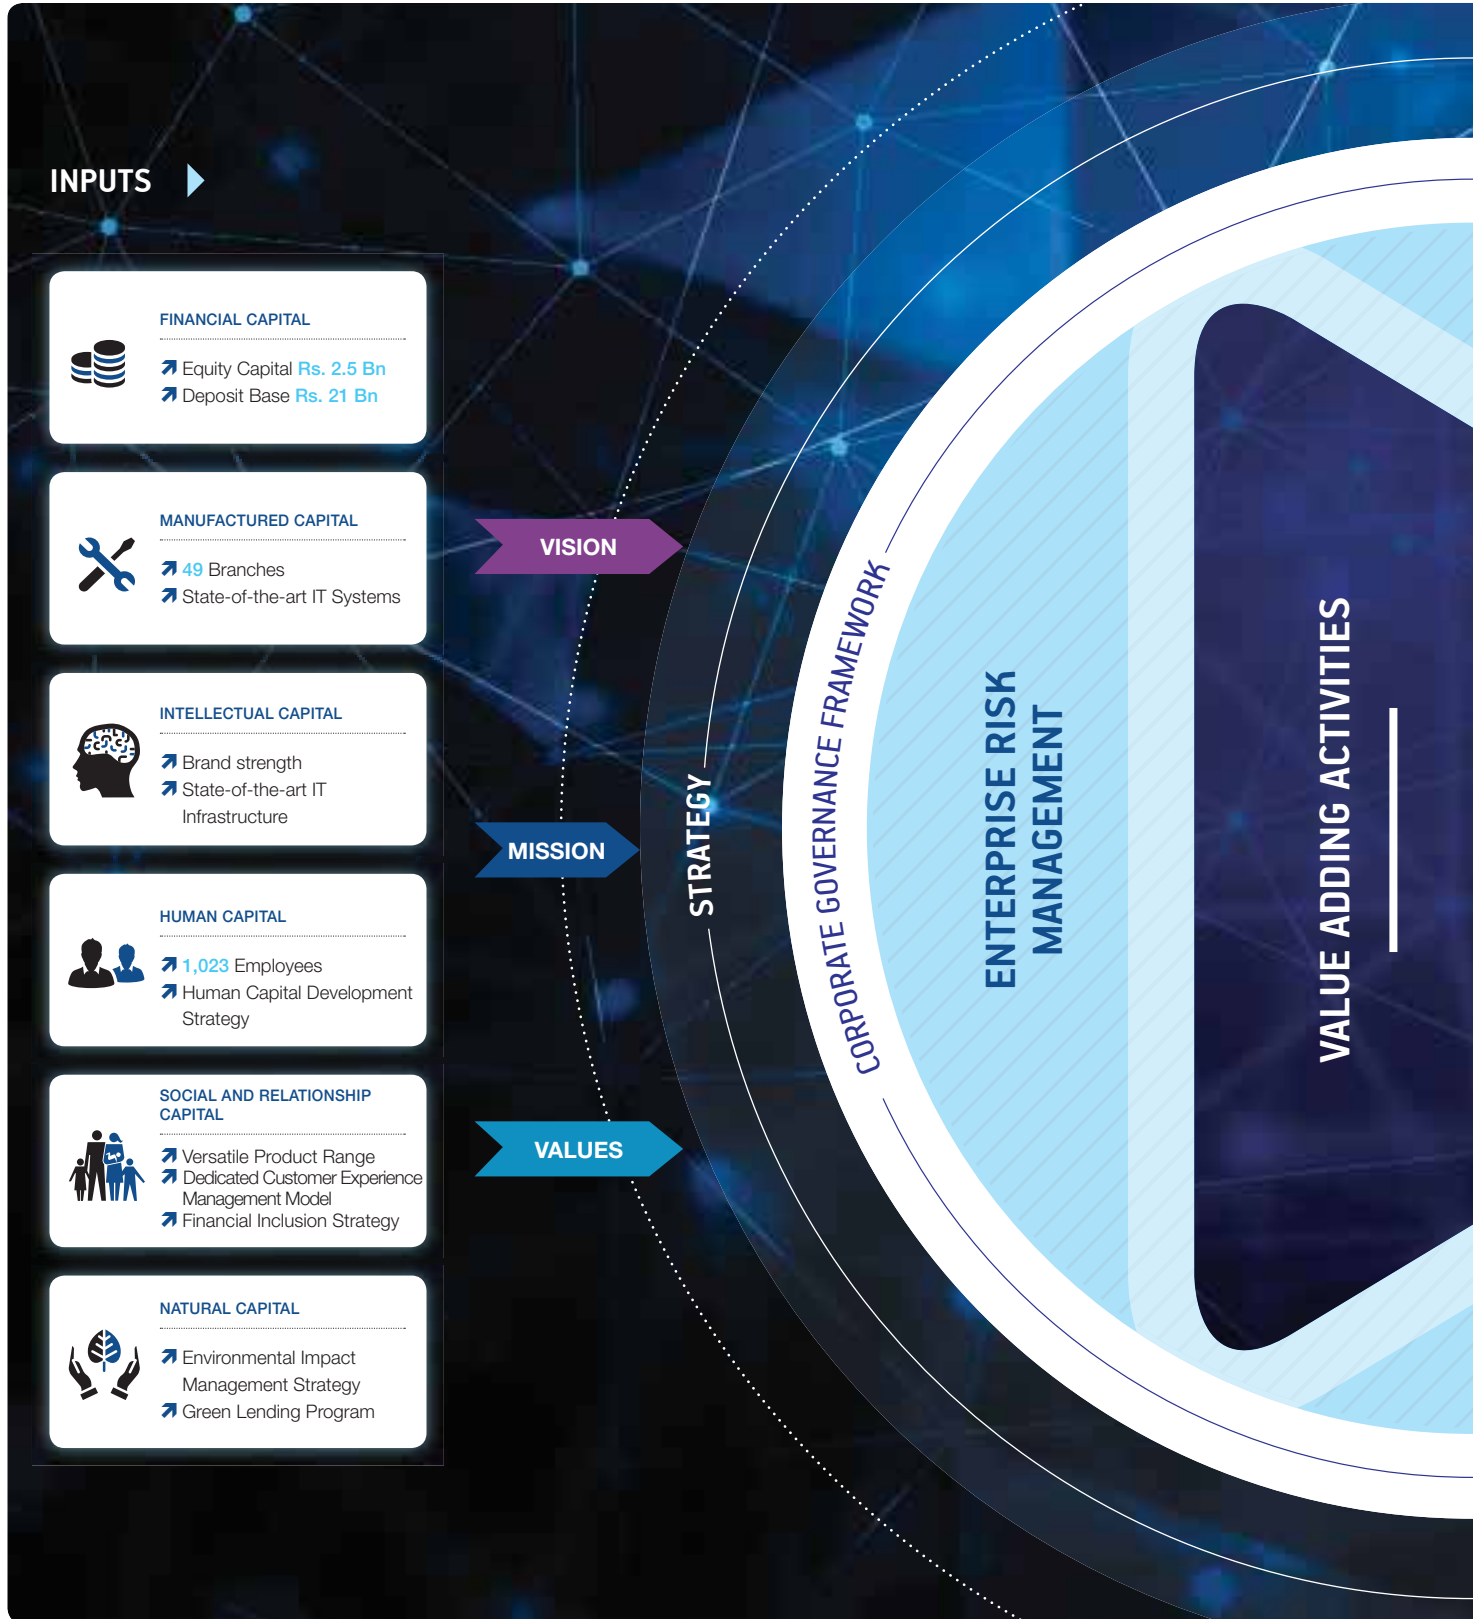 INPUTS
FINANCIAL CAPITAL
Equity Capital Rs. 2.5 Bn
Deposit Base Rs. 21 Bn
MANUFACTURED CAPITAL
49 Branches
State-of-the-art IT Systems
INTELLECTUAL CAPITAL
Brand strength
State-of-the-art IT
Infrastructure
HUMAN CAPITAL
1,023 Employees
Human Capital Development
Strategy
SOCIAL AND RELATIONSHIP
CAPITAL
Versatile Product Range
Dedicated Customer Experience
Management Model
Financial Inclusion Strategy
NATURAL CAPITAL
Environmental Impact
Management Strategy
Green Lending Program
VISION
MISSION
VALUES
STRATEGY
CORPORATE GOVERNANCE FRAMEWORK
ENTERPRISE RISK
MANAGEMENT
VALUE ADDING ACTIVITIES